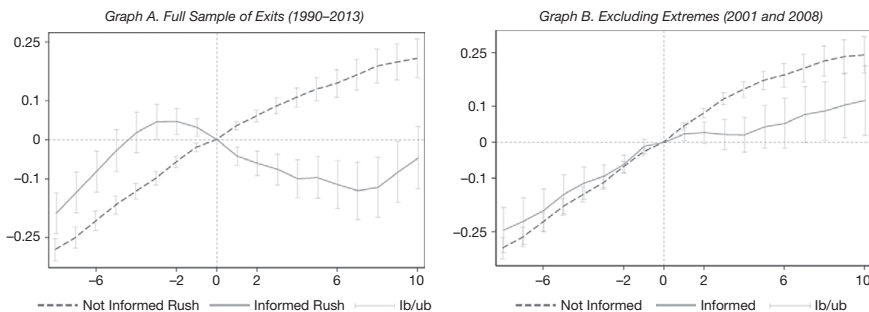 Graph A. Full Sample of Exits (1990–2013)
0.25
0.1
0
−0.1
−0.25
−6
−2
0
2
6
10
Not Informed Rush
Informed Rush
lb/ub
Graph B. Excluding Extremes (2001 and 2008)
0.25
0.1
0
−0.1
−0.25
−6
−2
0
2
6
10
Not Informed
Informed
lb/ub